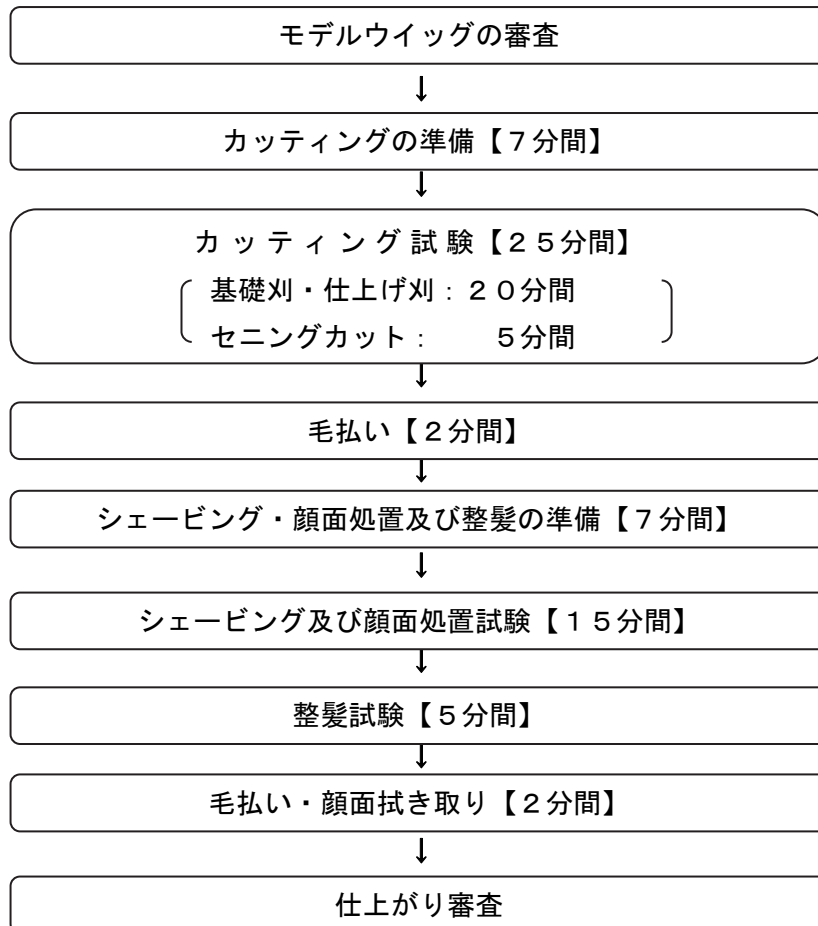 モデルウイッグの審査
↓
カッティングの準備【７分間】
↓
カッティング試験【２５分間】
基礎刈・仕上げ刈：２０分間
セニングカット：　　５分間
↓
毛払い【２分間】
↓
シェービング・顔面処置及び整髪の準備【７分間】
↓
シェービング及び顔面処置試験【１５分間】
↓
整髪試験【５分間】
↓
毛払い・顔面拭き取り【２分間】
↓
仕上がり審査